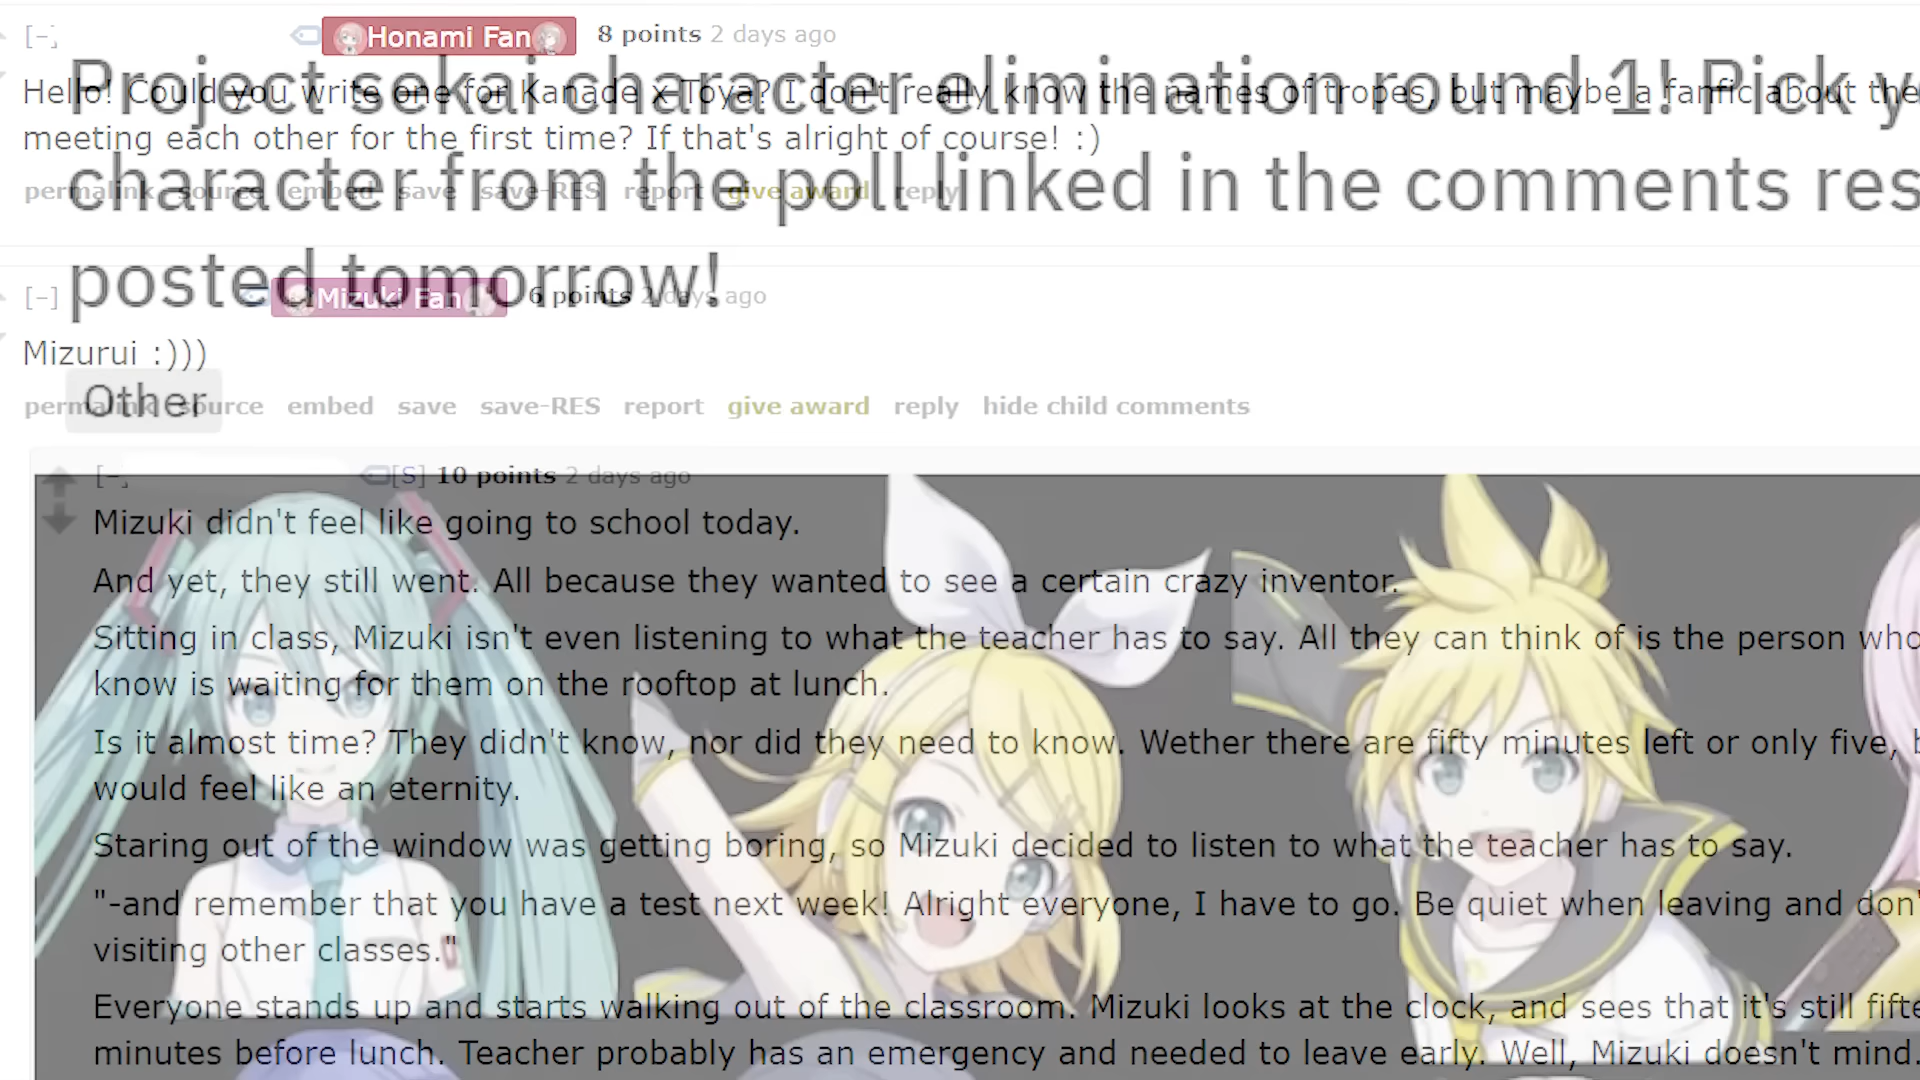 [–] Honami Fan 8 points 2 days ago
Project sekai character elimination round 1! Pick y
Hello! Could you write one for Kanade x Toya? I don't really know the names of tropes, but maybe a fanfic about the
meeting each other for the first time? If that's alright of course! :)
character from the poll linked in the comments res
permalink source embed save save-RES report give award reply
posted tomorrow!
[–] Mizuki Fan 6 points 2 days ago
Mizurui :)))
Other
permalink source embed save save-RES report give award reply hide child comments
[–] [S] 10 points 2 days ago
Mizuki didn't feel like going to school today.
And yet, they still went. All because they wanted to see a certain crazy inventor.
Sitting in class, Mizuki isn't even listening to what the teacher has to say. All they can think of is the person who
know is waiting for them on the rooftop at lunch.
Is it almost time? They didn't know, nor did they need to know. Wether there are fifty minutes left or only five, b
would feel like an eternity.
Staring out of the window was getting boring, so Mizuki decided to listen to what the teacher has to say.
"-and remember that you have a test next week! Alright everyone, I have to go. Be quiet when leaving and don'
visiting other classes."
Everyone stands up and starts walking out of the classroom. Mizuki looks at the clock, and sees that it's still fifte
minutes before lunch. Teacher probably has an emergency and needed to leave early. Well, Mizuki doesn't mind.